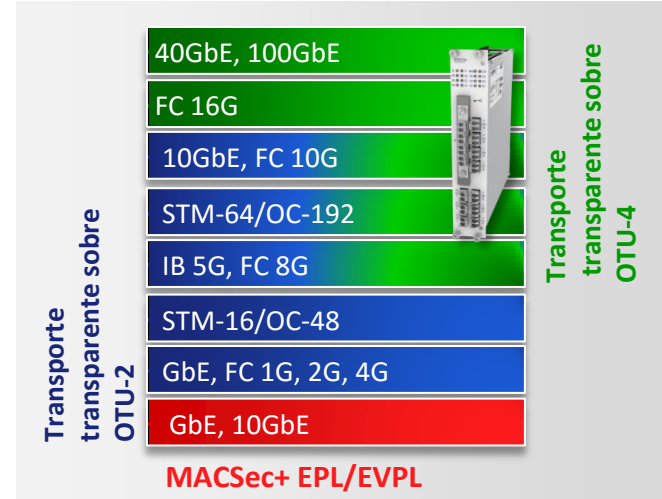 40GbE, 100GbE
FC 16G
10GbE, FC 10G
STM-64/OC-192
IB 5G, FC 8G
STM-16/OC-48
GbE, FC 1G, 2G, 4G
GbE, 10GbE
MACSec+ EPL/EVPL
Transporte
transparente sobre
OTU-2
Transporte
transparente sobre
OTU-4